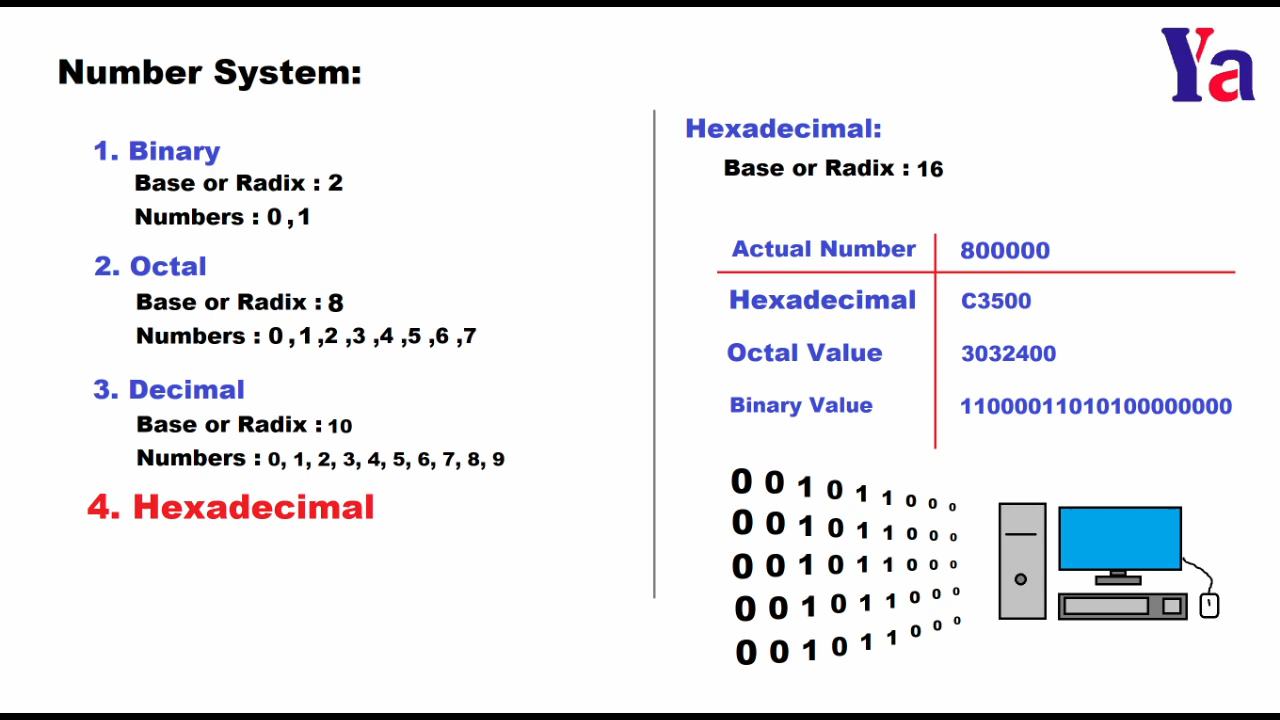 Number System:
Ya
1. Binary
Base or Radix : 2
Numbers : 0 , 1
2. Octal
Base or Radix : 8
Numbers : 0 , 1 ,2 ,3 ,4 ,5 ,6 ,7
3. Decimal
Base or Radix : 10
Numbers : 0, 1, 2, 3, 4, 5, 6, 7, 8, 9
4. Hexadecimal
Hexadecimal:
Base or Radix : 16
Actual Number 800000
Hexadecimal C3500
Octal Value 3032400
Binary Value 11000011010100000000
0 0 1 0 1 1 0 0 0
0 0 1 0 1 1 0 0 0
0 0 1 0 1 1 0 0 0
0 0 1 0 1 1 0 0 0
0 0 1 0 1 1 0 0 0